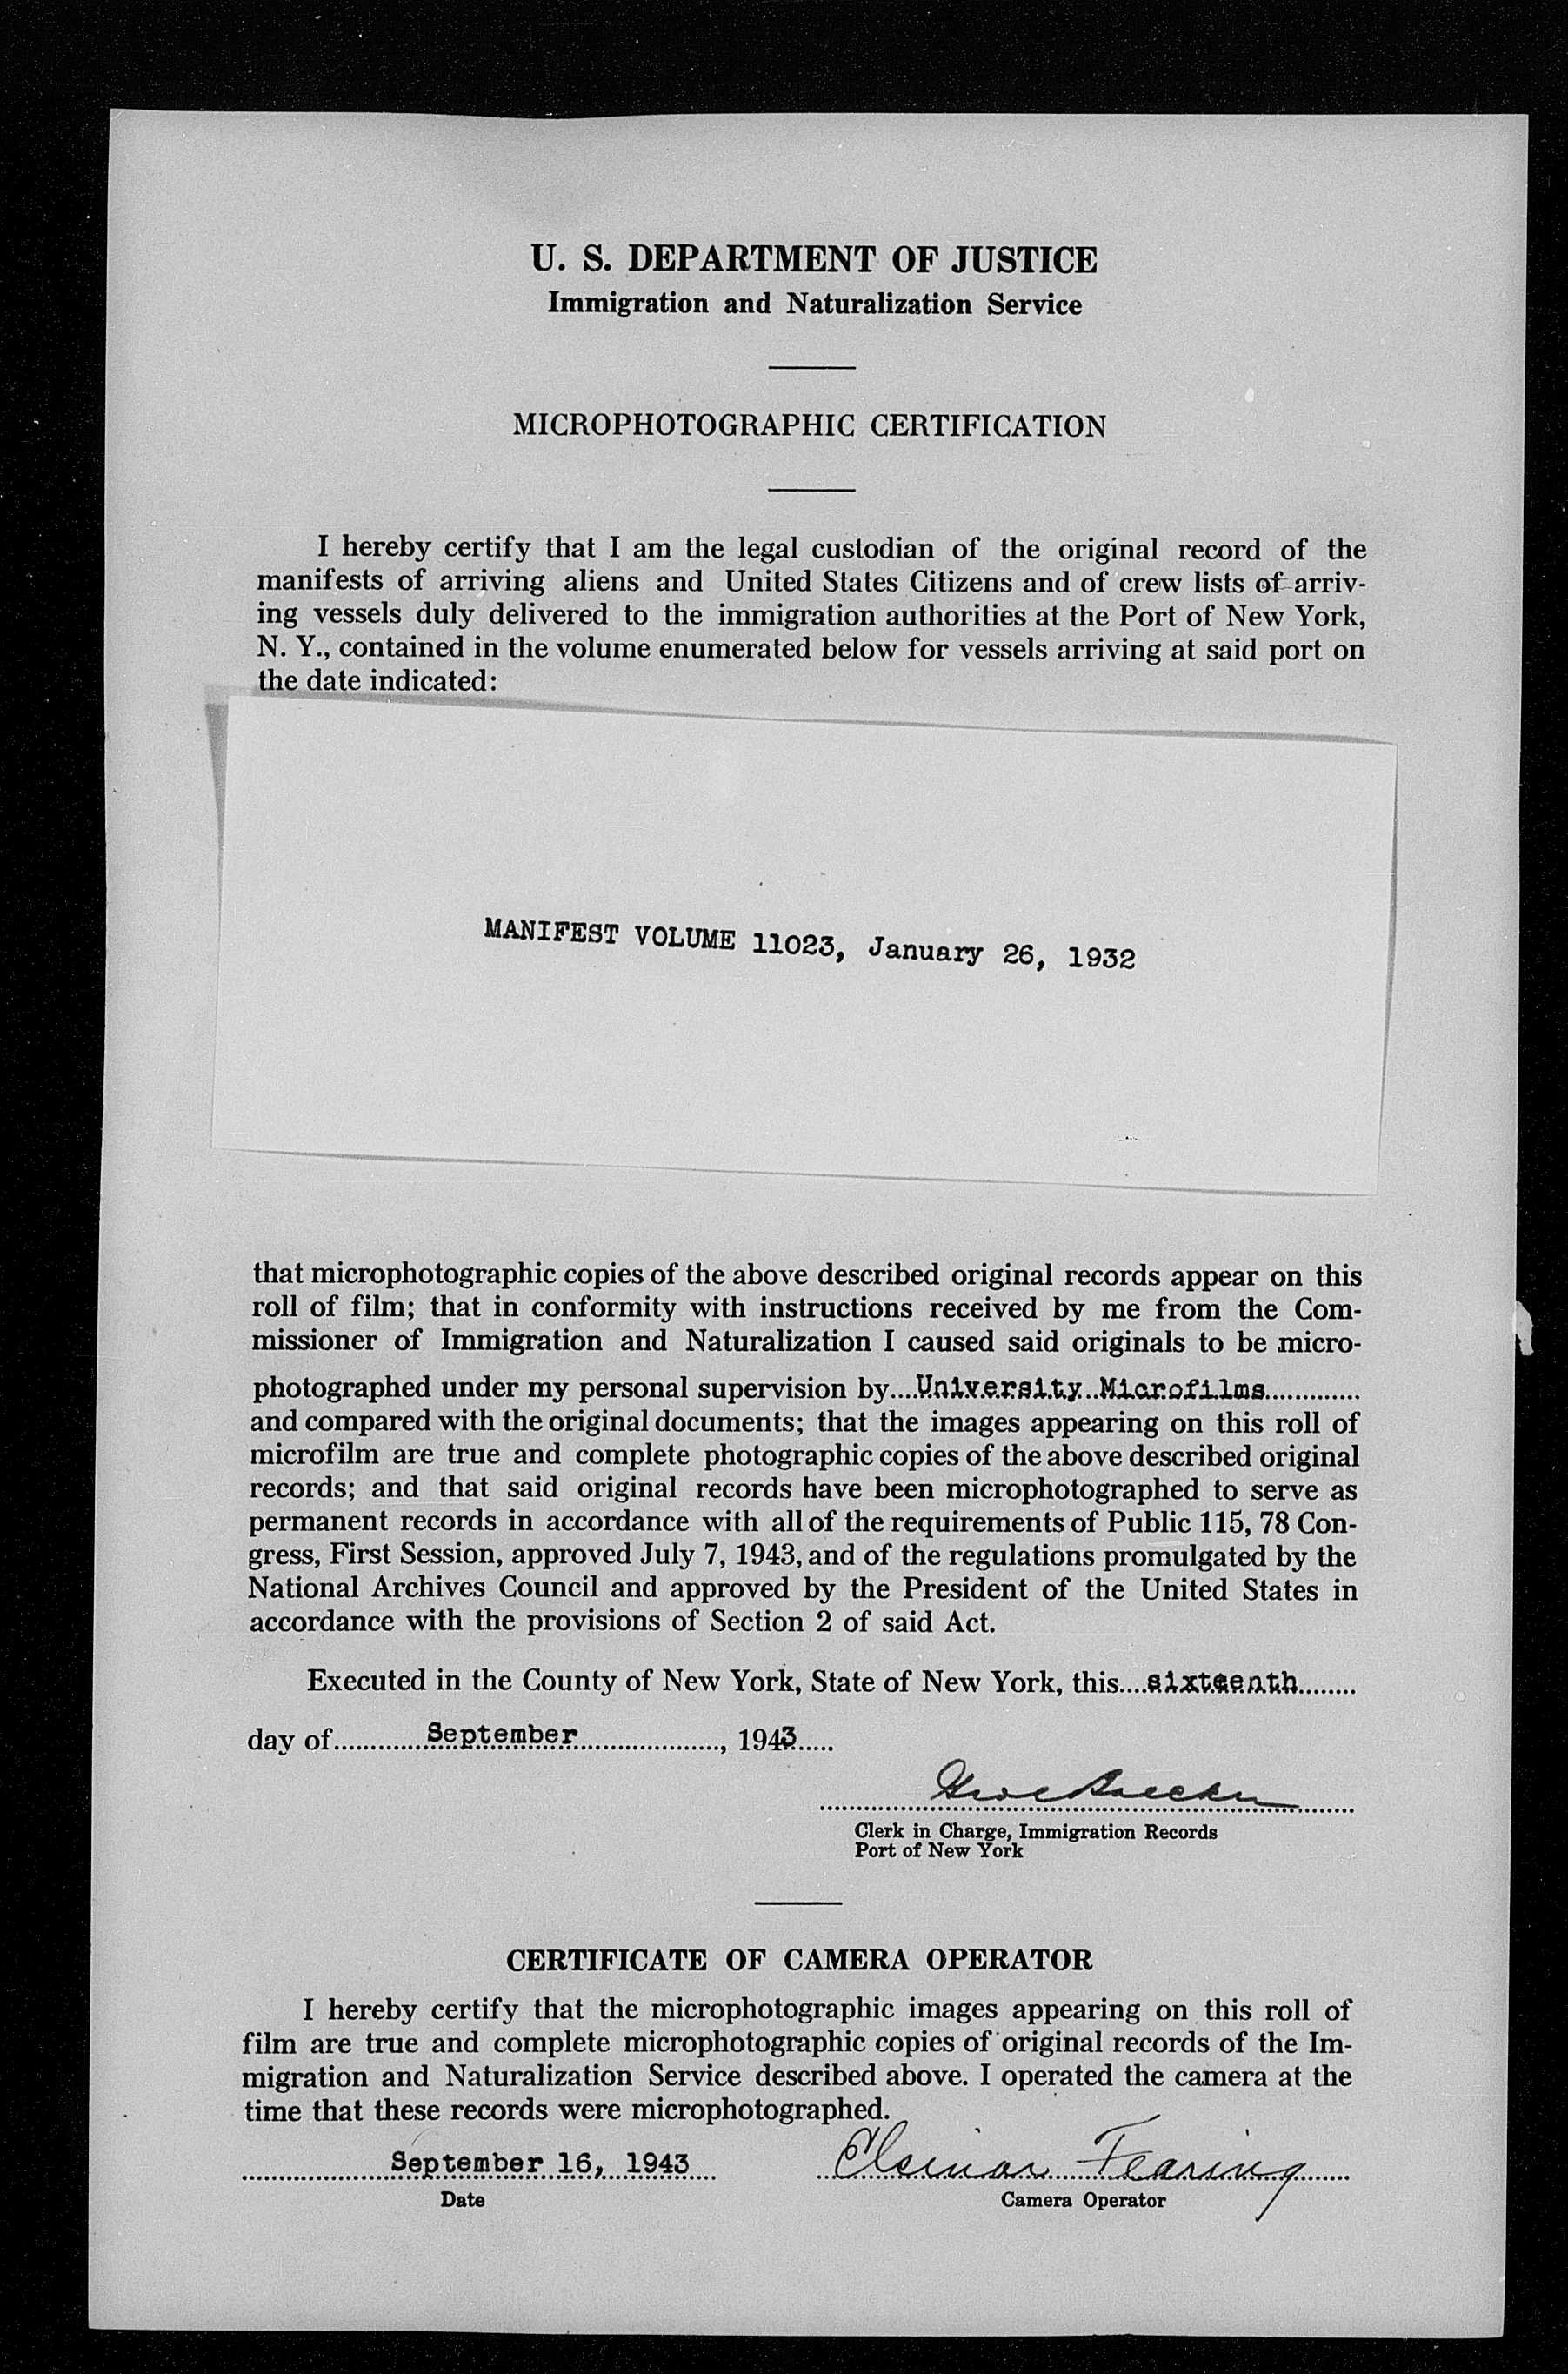 U. S. DEPARTMENT OF JUSTICE
Immigration and Naturalization Service
MICROPHOTOGRAPHIC CERTIFICATION
I hereby certify that I am the legal custodian of the original record of the
manifests of arriving aliens and United States Citizens and of crew lists of arriv-
ing vessels duly delivered to the immigration authorities at the Port of New York,
N. Y., contained in the volume enumerated below for vessels arriving at said port on
the date indicated:
MANIFEST VOLUME 11023, January 26, 1932
that microphotographic copies of the above described original records appear on this
roll of film; that in conformity with instructions received by me from the Com-
missioner of Immigration and Naturalization I caused said originals to be micro-
photographed under my personal supervision by....University Microfilms..............
and compared with the original documents; that the images appearing on this roll of
microfilm are true and complete photographic copies of the above described original
records; and that said original records have been microphotographed to serve as
permanent records in accordance with all of the requirements of Public 115, 78 Con-
gress, First Session, approved July 7, 1943, and of the regulations promulgated by the
National Archives Council and approved by the President of the United States in
accordance with the provisions of Section 2 of said Act.
Executed in the County of New York, State of New York, this....sixteenth........
day of.............September......................, 1943......
Clerk in Charge, Immigration Records
Port of New York
CERTIFICATE OF CAMERA OPERATOR
I hereby certify that the microphotographic images appearing on this roll of
film are true and complete microphotographic copies of original records of the Im-
migration and Naturalization Service described above. I operated the camera at the
time that these records were microphotographed.
September 16, 1943 Fearing
Date Camera Operator